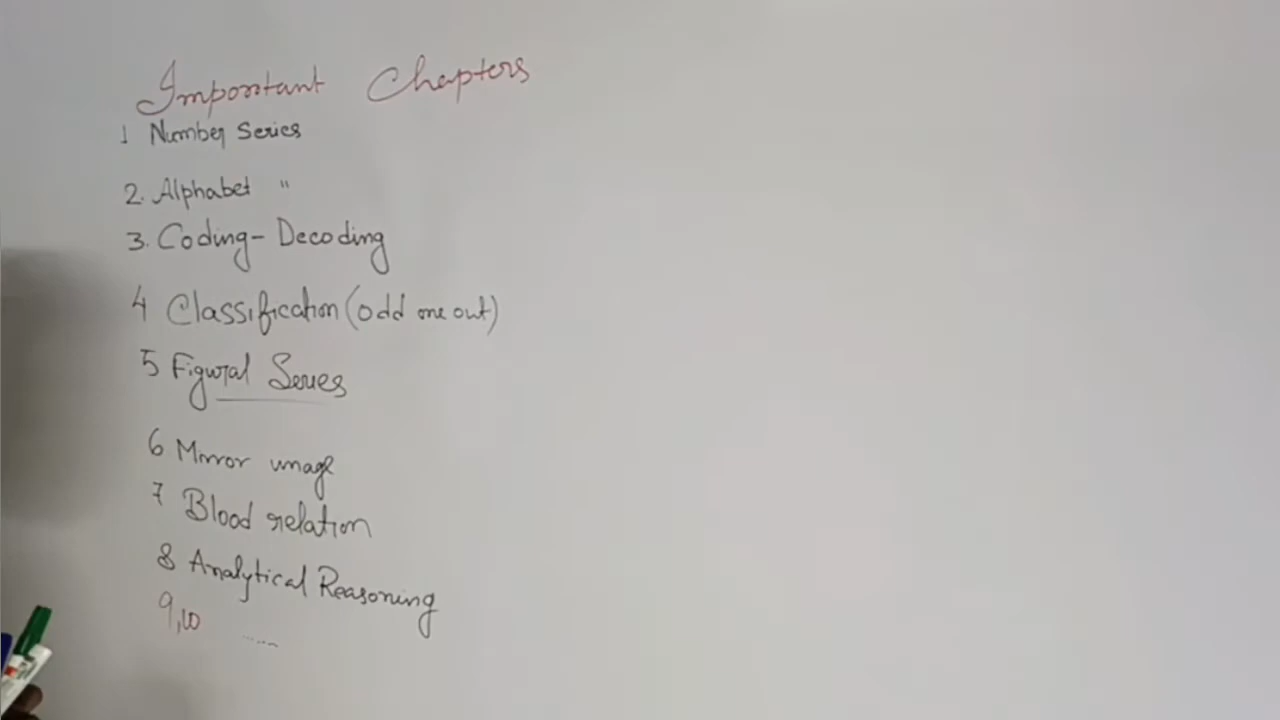 Important Chapters
1 Number Series
2. Alphabet "
3. Coding - Decoding
4 Classification (odd one out)
5 Figural Series
6 Mirror image
7 Blood relation
8 Analytical Reasoning
9,10 ......